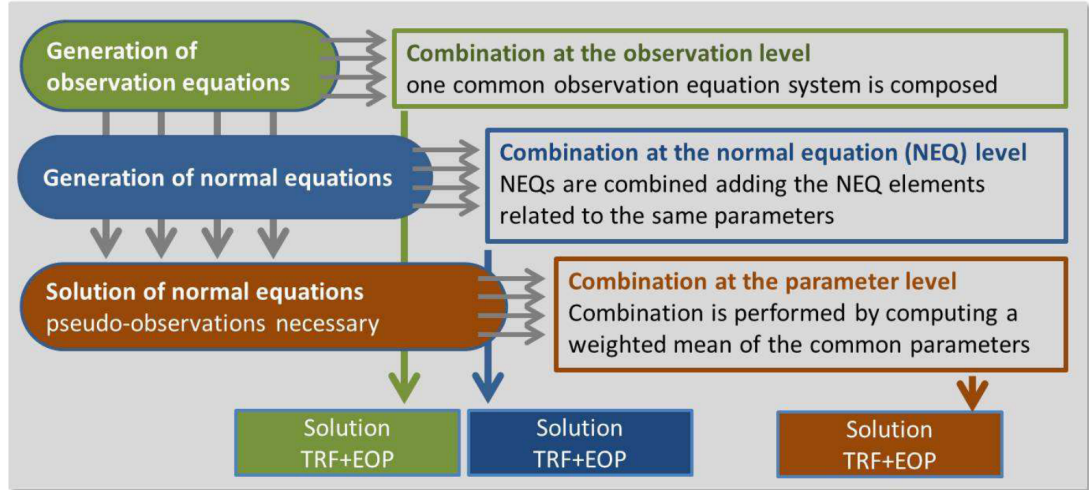 Generation of
observation equations
Combination at the observation level
one common observation equation system is composed
Generation of normal equations
Combination at the normal equation (NEQ) level
NEQs are combined adding the NEQ elements
related to the same parameters
Solution of normal equations
pseudo-observations necessary
Combination at the parameter level
Combination is performed by computing a
weighted mean of the common parameters
Solution
TRF+EOP
Solution
TRF+EOP
Solution
TRF+EOP